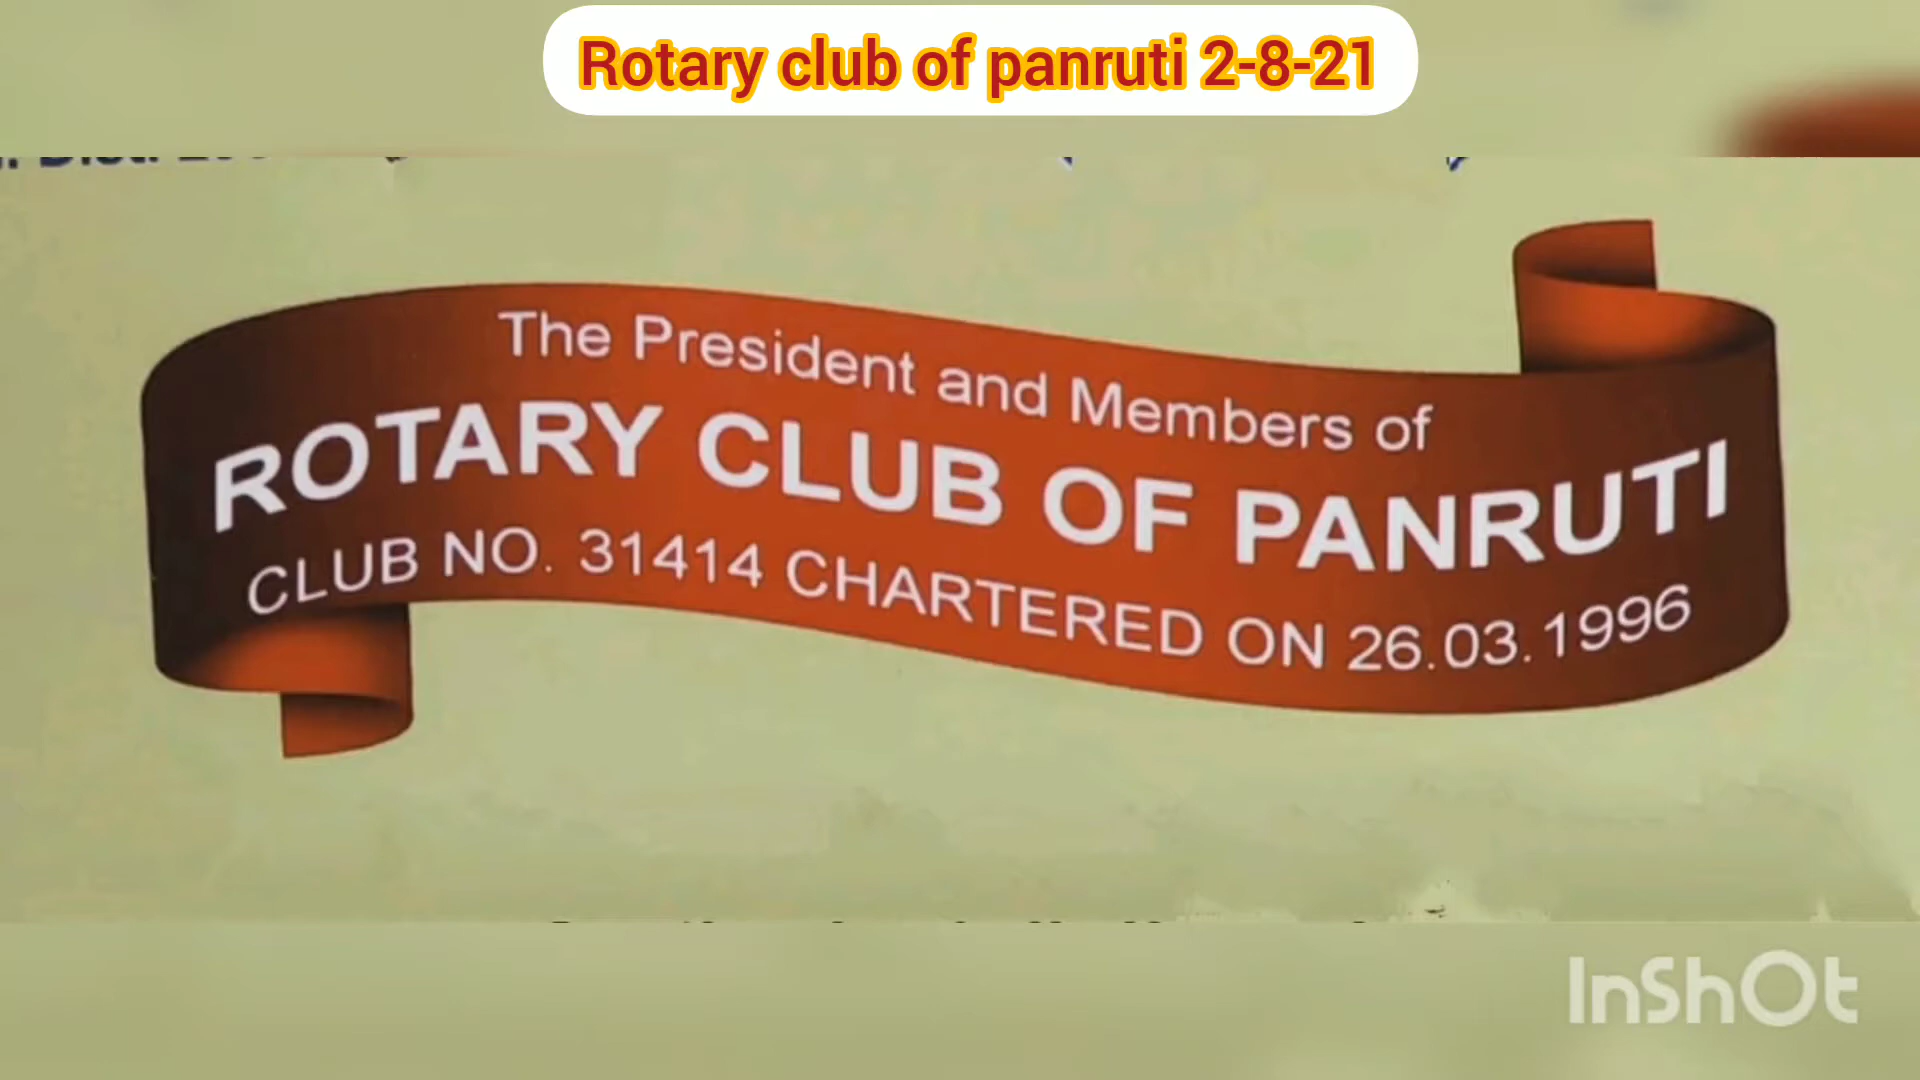 Rotary club of panruti 2-8-21
The President and Members of
ROTARY CLUB OF PANRUTI
CLUB NO. 31414 CHARTERED ON 26.03.1996
InShOt